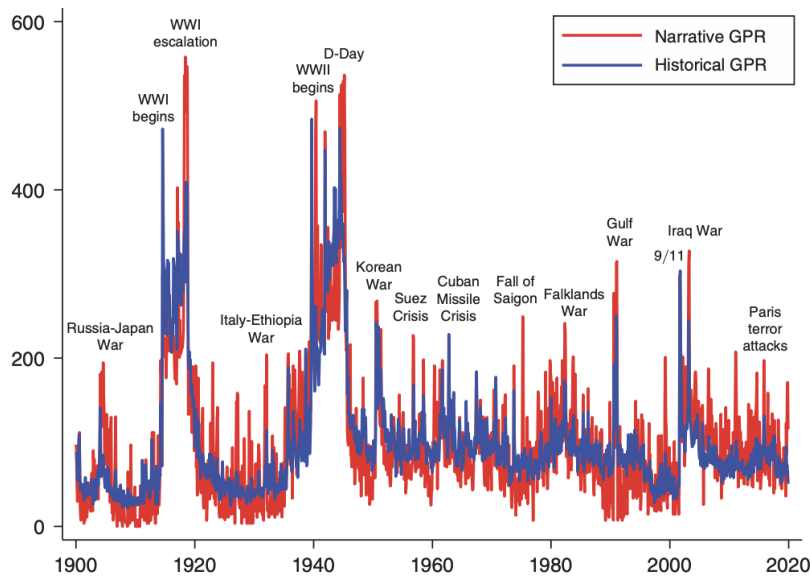 600
400
200
0
1900
1920
1940
1960
1980
2000
2020
Narrative GPR
Historical GPR
Russia-Japan
War
WWI
begins
WWI
escalation
Italy-Ethiopia
War
WWII
begins
D-Day
Korean
War
Suez
Crisis
Cuban
Missile
Crisis
Fall of
Saigon
Falklands
War
Gulf
War
9/11
Iraq War
Paris
terror
attacks